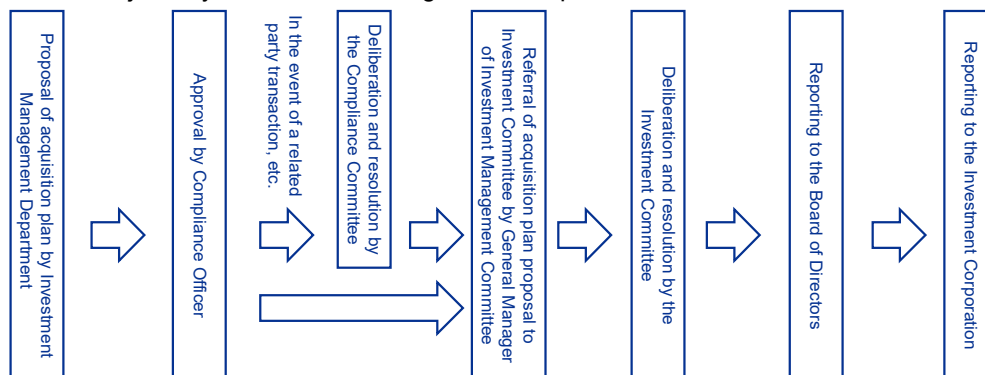 Proposal of acquisition plan by Investment
Management Department
Approval by Compliance Officer
In the event of a related
party transaction, etc.
Deliberation and resolution by
the Compliance Committee
Referral of acquisition plan proposal to
Investment Committee by General Manager
of Investment Management Committee
Deliberation and resolution by the
Investment Committee
Reporting to the Board of Directors
Reporting to the Investment Corporation